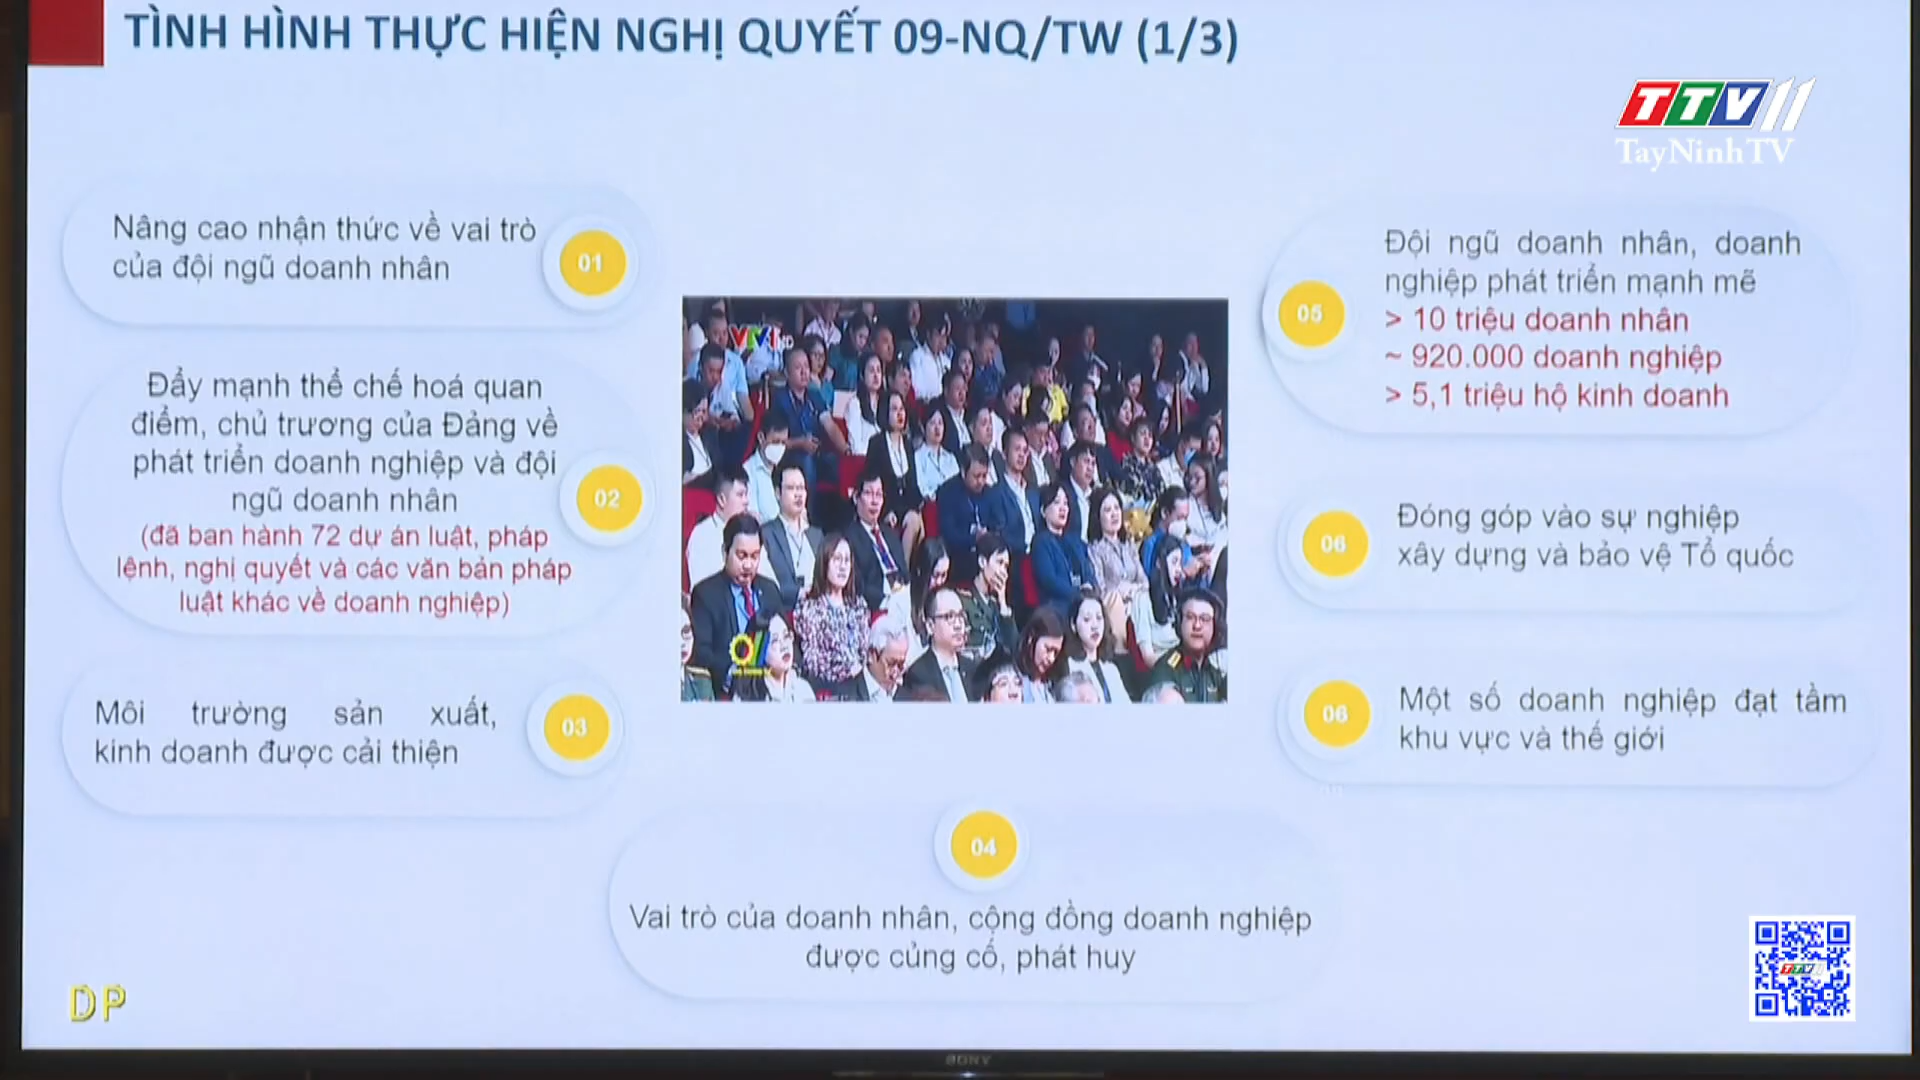 TÌNH HÌNH THỰC HIỆN NGHỊ QUYẾT 09-NQ/TW (1/3)
TTV11
TayNinhTV
Nâng cao nhận thức về vai trò
của đội ngũ doanh nhân
01
Đẩy mạnh thể chế hoá quan
điểm, chủ trương của Đảng về
phát triển doanh nghiệp và đội
ngũ doanh nhân
(đã ban hành 72 dự án luật, pháp
lệnh, nghị quyết và các văn bản pháp
luật khác về doanh nghiệp)
02
Môi trường sản xuất,
kinh doanh được cải thiện
03
VTV1
HD
04
Vai trò của doanh nhân, cộng đồng doanh nghiệp
được củng cố, phát huy
05
Đội ngũ doanh nhân, doanh
nghiệp phát triển mạnh mẽ
> 10 triệu doanh nhân
~ 920.000 doanh nghiệp
> 5,1 triệu hộ kinh doanh
06
Đóng góp vào sự nghiệp
xây dựng và bảo vệ Tổ quốc
06
Một số doanh nghiệp đạt tầm
khu vực và thế giới
DP
TTV11
SONY